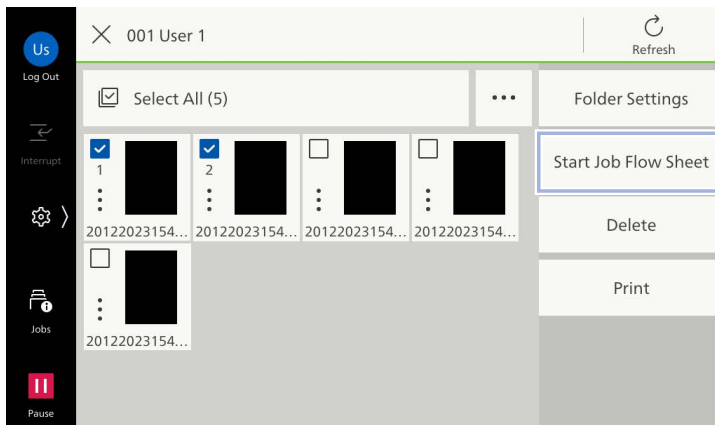 Us
Log Out
Interrupt
Jobs
Pause
001 User 1
Refresh
Select All (5)
1
2
20122023154...
20122023154...
20122023154...
20122023154...
20122023154...
Folder Settings
Start Job Flow Sheet
Delete
Print